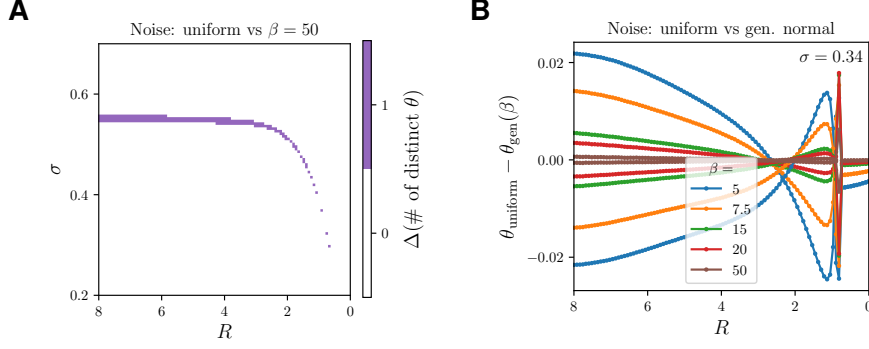 A
Noise: uniform vs β = 50
0.6
0.4
0.2
σ
8
6
4
2
0
R
1
0
Δ(# of distinct θ)
B
Noise: uniform vs gen. normal
σ = 0.34
0.02
0.00
−0.02
θuniform − θgen(β)
β =
5
7.5
15
20
50
8
6
4
2
0
R